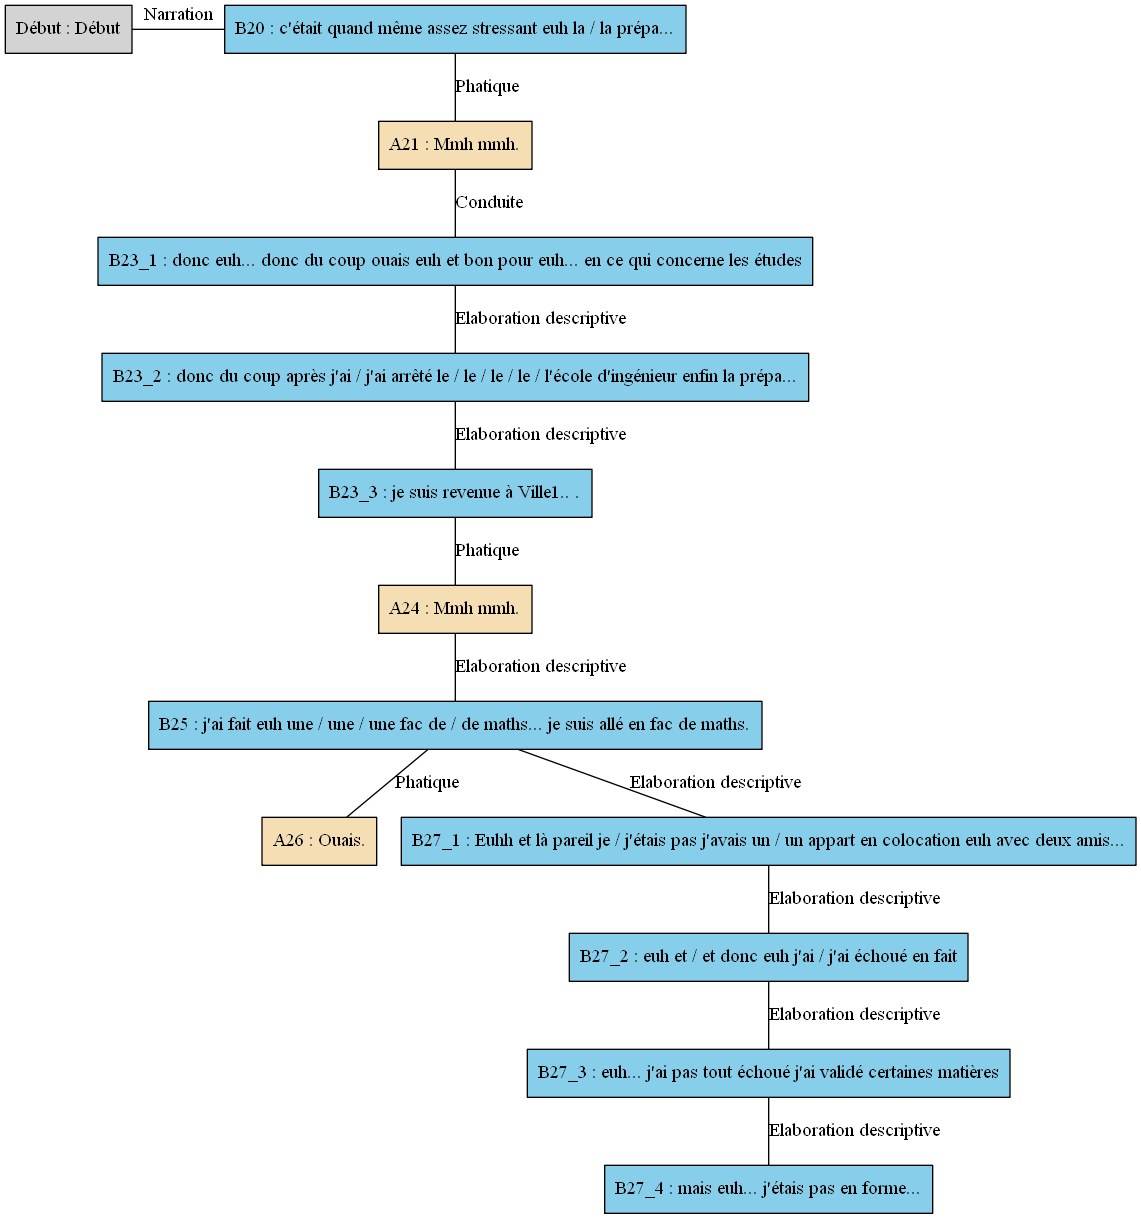 Début : Début
Narration
B20 : c'était quand même assez stressant euh la / la prépa...
Phatique
A21 : Mmh mmh.
Conduite
B23_1 : donc euh... donc du coup ouais euh et bon pour euh... en ce qui concerne les études
Elaboration descriptive
B23_2 : donc du coup après j'ai / j'ai arrêté le / le / le / le / l'école d'ingénieur enfin la prépa...
Elaboration descriptive
B23_3 : je suis revenue à Ville1.. .
Phatique
A24 : Mmh mmh.
Elaboration descriptive
B25 : j'ai fait euh une / une / une fac de / de maths... je suis allé en fac de maths.
Phatique
Elaboration descriptive
A26 : Ouais.
B27_1 : Euhh et là pareil je / j'étais pas j'avais un / un appart en colocation euh avec deux amis...
Elaboration descriptive
B27_2 : euh et / et donc euh j'ai / j'ai échoué en fait
Elaboration descriptive
B27_3 : euh... j'ai pas tout échoué j'ai validé certaines matières
Elaboration descriptive
B27_4 : mais euh... j'étais pas en forme...